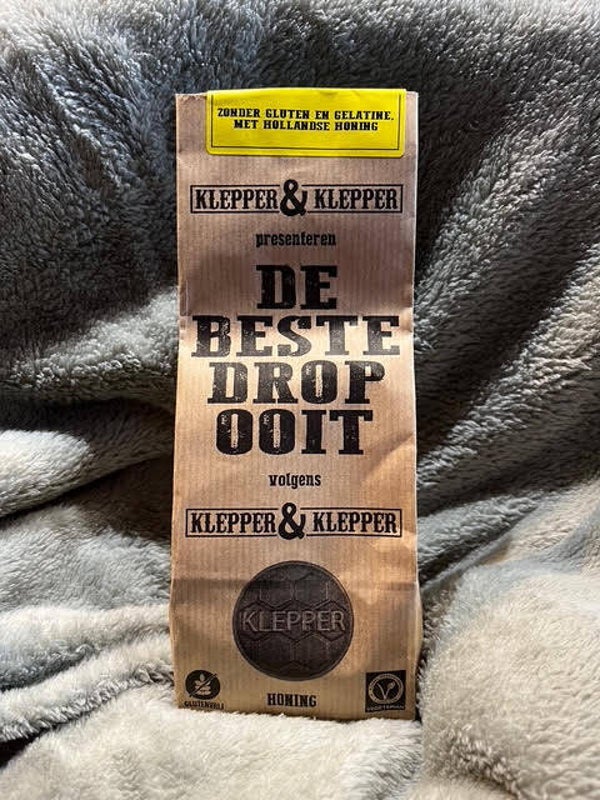 ZONDER GLUTEN EN GELATINE,
MET HOLLANDSE HONING
KLEPPER & KLEPPER
presenteren
DE
BESTE
DROP
OOIT
volgens
KLEPPER & KLEPPER
KLEPPER
HONING
GLUTENVRIJ
VEGETARIAN